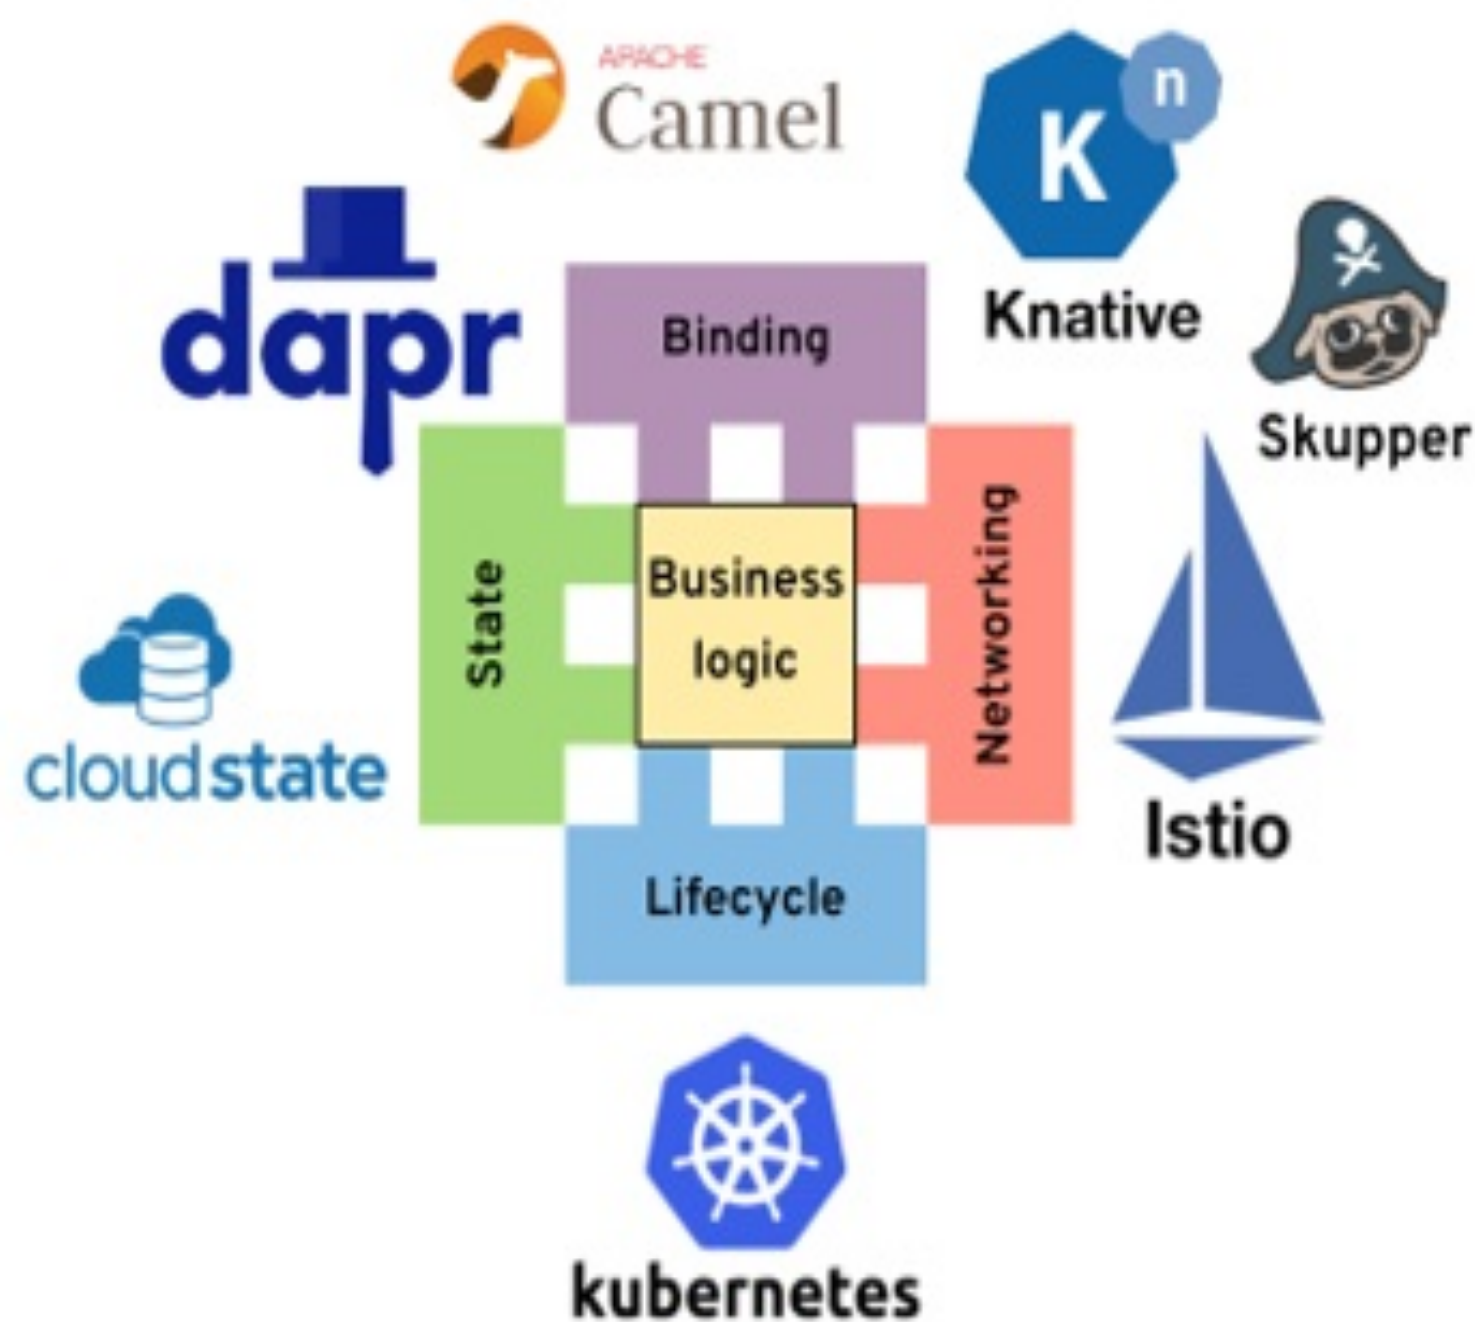 APACHE
Camel
K
n
Knative
dapr
Skupper
Binding
State
Business
logic
Networking
cloudstate
Istio
Lifecycle
kubernetes